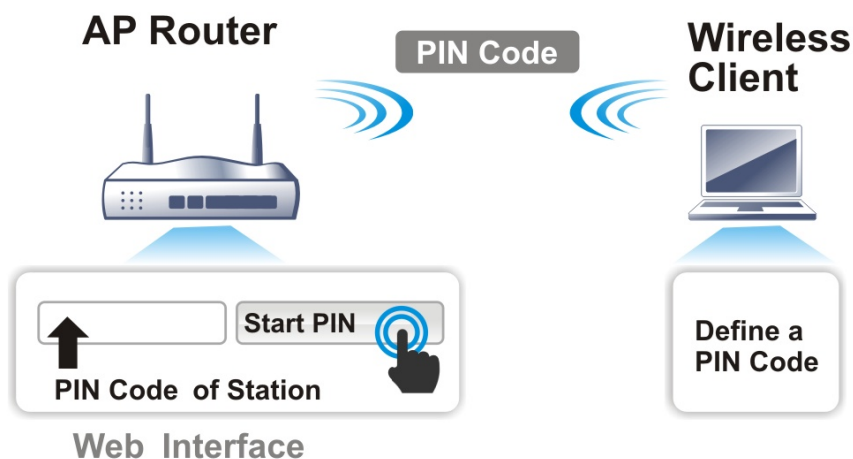 AP Router
PIN Code
Wireless
Client
Start PIN
PIN Code of Station
Web Interface
Define a
PIN Code